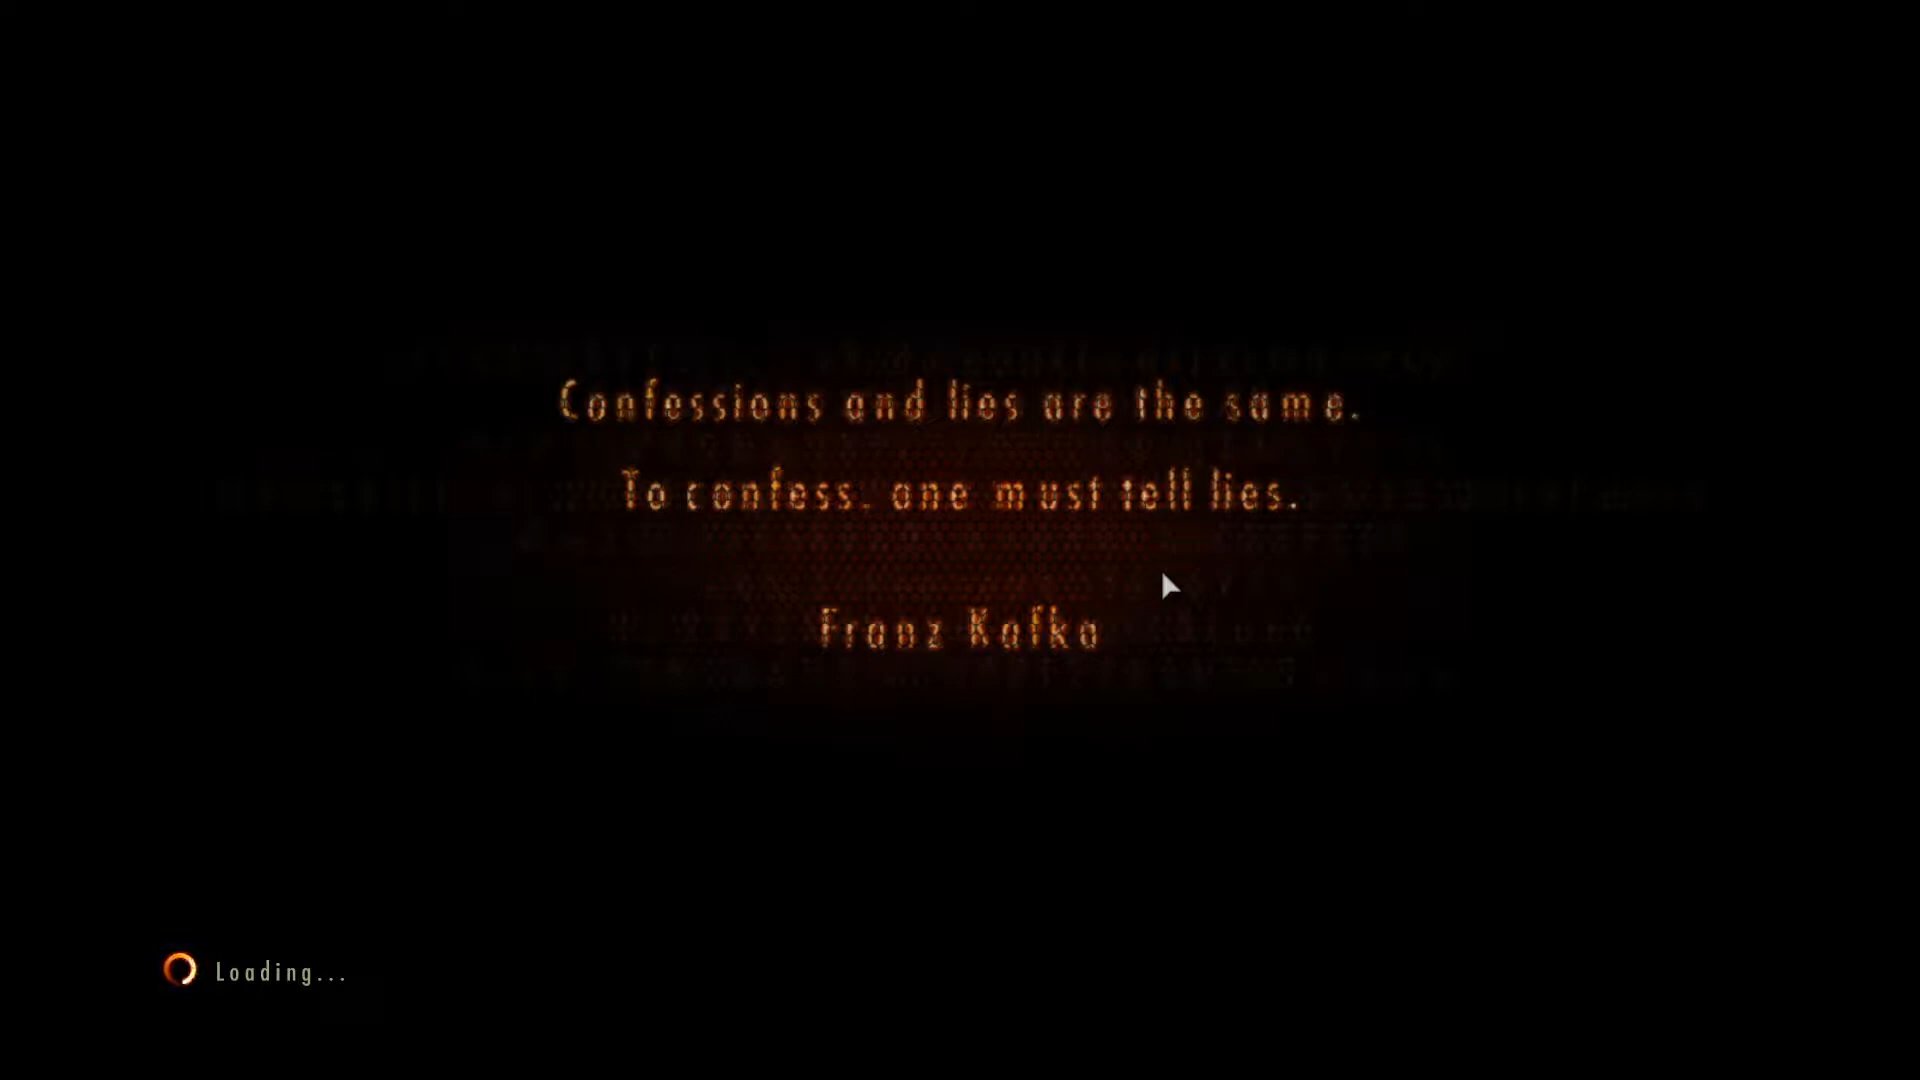 Confessions and lies are the same.
To confess, one must tell lies.
Franz Kafka
Loading...